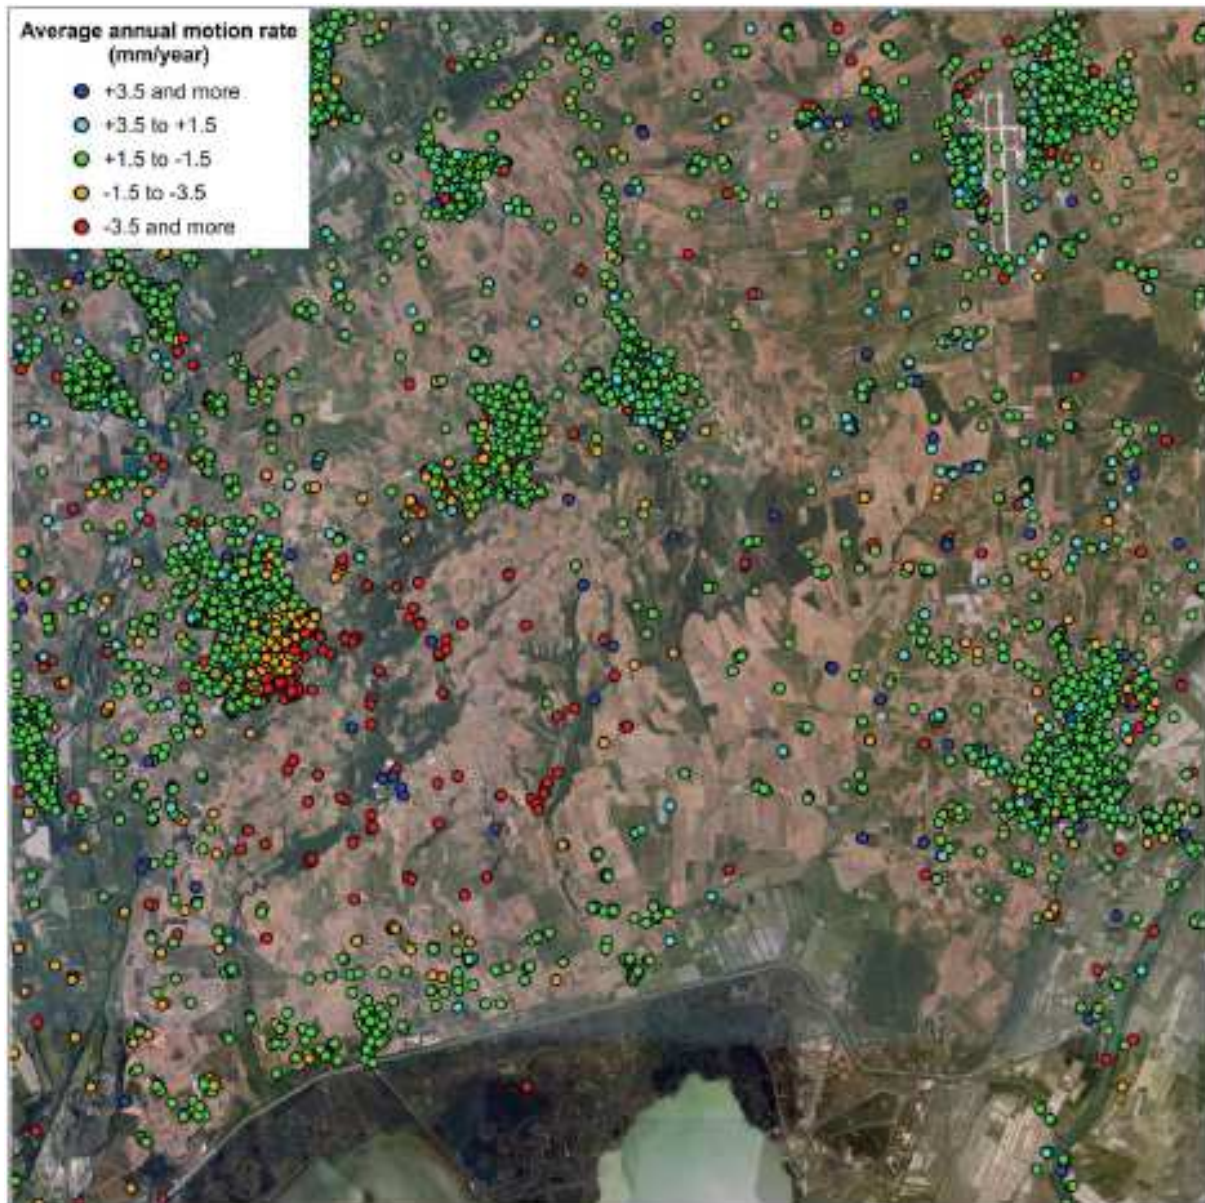 Average annual motion rate
(mm/year)
+3.5 and more
+3.5 to +1.5
+1.5 to -1.5
-1.5 to -3.5
-3.5 and more